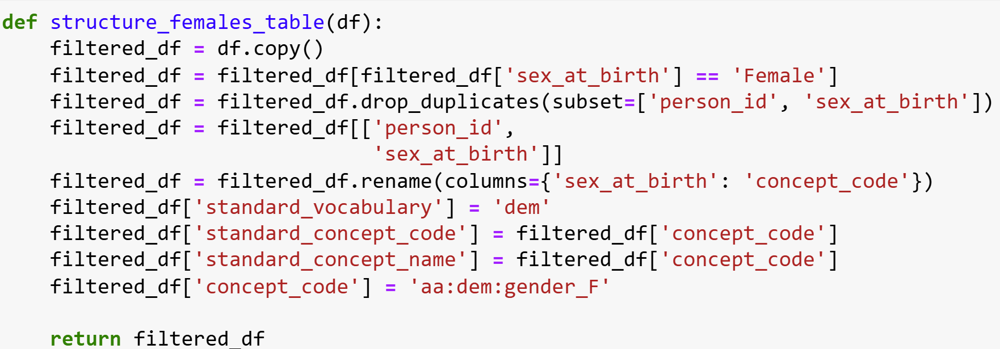 def structure_females_table(df):
    filtered_df = df.copy()
    filtered_df = filtered_df[filtered_df['sex_at_birth'] == 'Female']
    filtered_df = filtered_df.drop_duplicates(subset=['person_id', 'sex_at_birth'])
    filtered_df = filtered_df[['person_id',
                               'sex_at_birth']]
    filtered_df = filtered_df.rename(columns={'sex_at_birth': 'concept_code'})
    filtered_df['standard_vocabulary'] = 'dem'
    filtered_df['standard_concept_code'] = filtered_df['concept_code']
    filtered_df['standard_concept_name'] = filtered_df['concept_code']
    filtered_df['concept_code'] = 'aa:dem:gender_F'
    return filtered_df